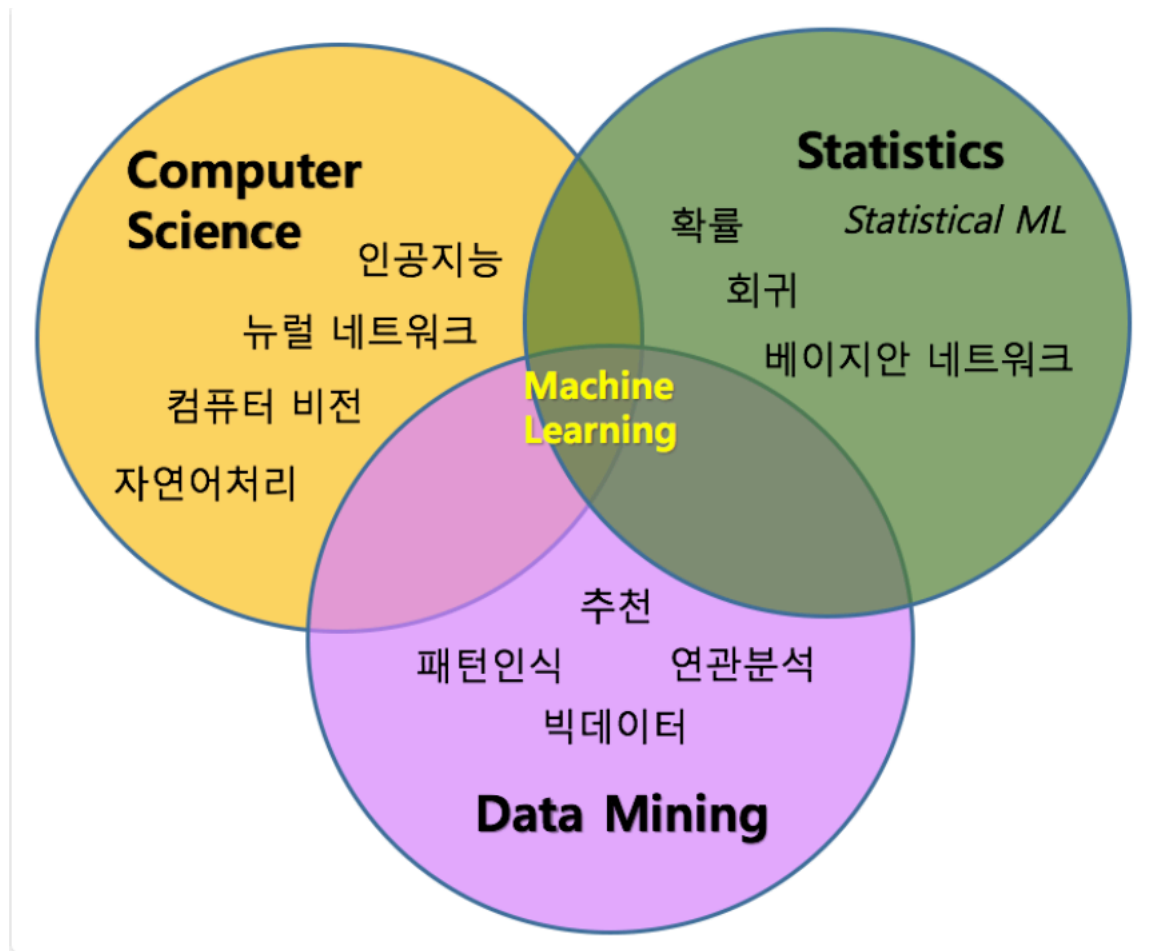 Computer
Science
인공지능
뉴럴 네트워크
컴퓨터 비전
자연어처리
Statistics
확률
Statistical ML
회귀
베이지안 네트워크
Machine
Learning
추천
패턴인식
연관분석
빅데이터
Data Mining